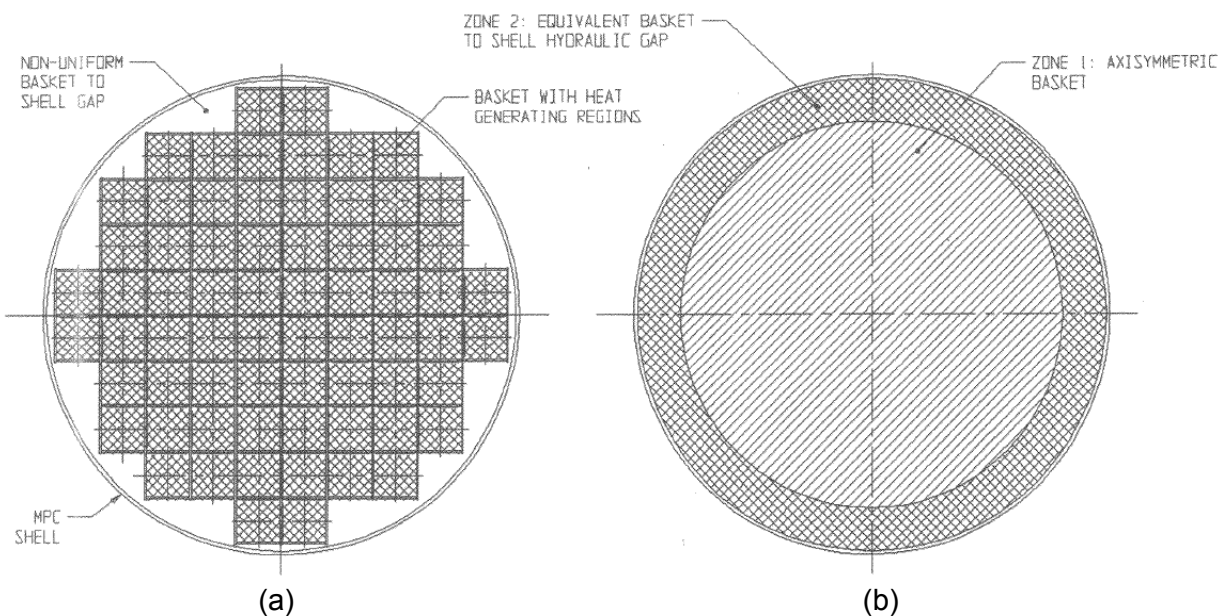 NON-UNIFORM
BASKET TO
SHELL GAP
BASKET WITH HEAT
GENERATING REGIONS
MPC
SHELL
(a)
ZONE 2: EQUIVALENT BASKET
TO SHELL HYDRAULIC GAP
ZONE 1: AXISYMMETRIC
BASKET
(b)